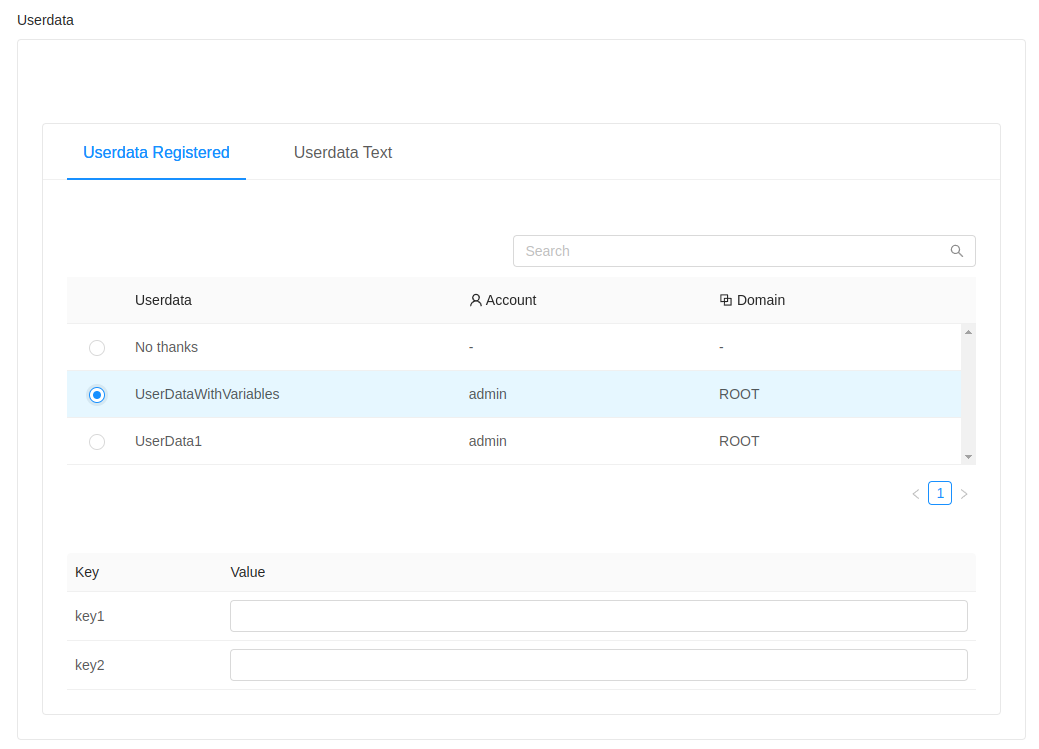 Userdata
Userdata Registered Userdata Text
Search
Userdata Account Domain
No thanks - -
UserDataWithVariables admin ROOT
UserData1 admin ROOT
< 1 >
Key Value
key1
key2